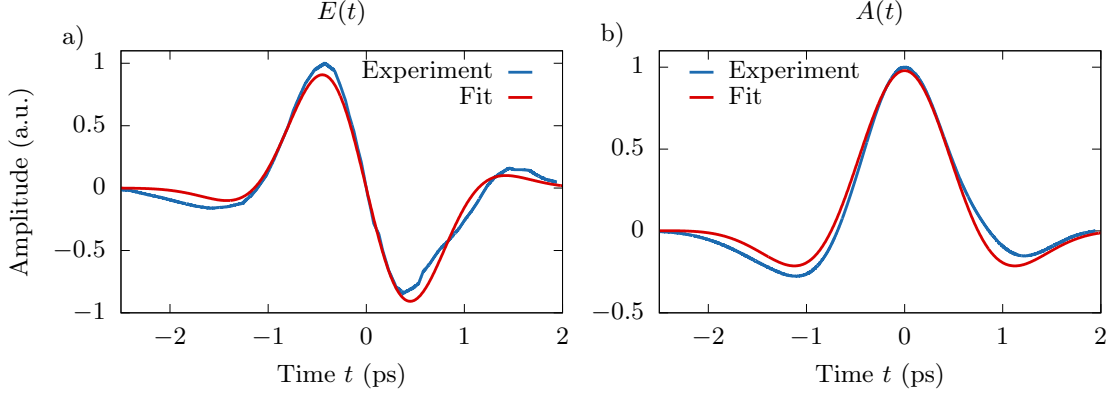 E(t)
a)
Experiment
Fit
1
0.5
0
−0.5
−1
Amplitude (a.u.)
−2 −1 0 1 2
Time t (ps)
A(t)
b)
Experiment
Fit
1
0.5
0
−0.5
−2 −1 0 1 2
Time t (ps)